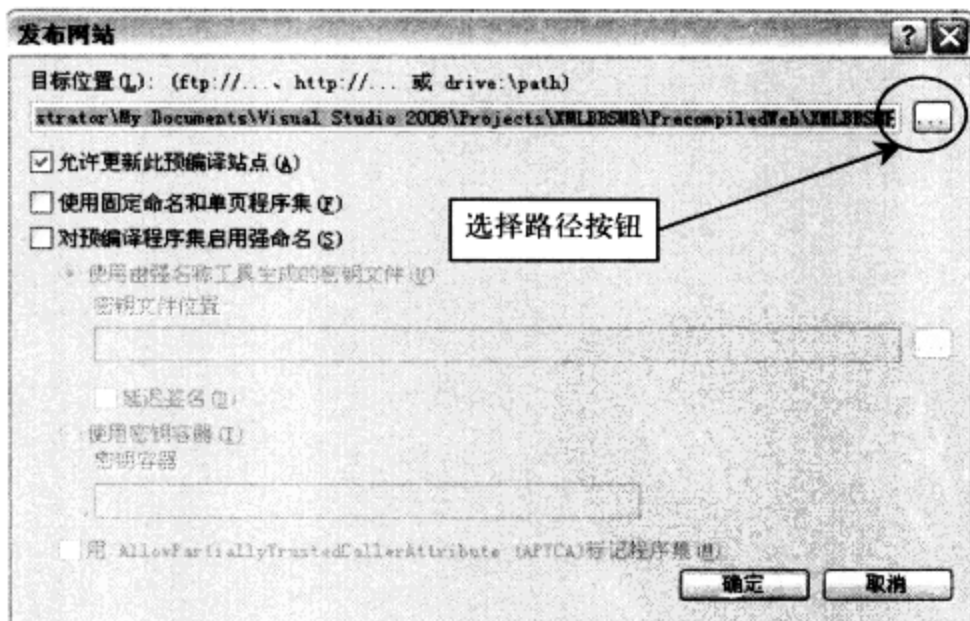 发布网站
目标位置(L): (ftp://...、http://... 或 drive:\path)
strator\My Documents\Visual Studio 2008\Projects\XMLBBSWB\PrecompiledWeb\XMLBBSWB
...
允许更新此预编译站点(A)
使用固定命名和单页程序集(F)
选择路径按钮
对预编译程序集启用强命名(S)
使用由强名称工具生成的密钥文件(U)
密钥文件位置
延迟签名(D)
使用密钥容器(T)
密钥容器
用 AllowPartiallyTrustedCallerAttribute (APTCA)标记程序集(M)
确定
取消